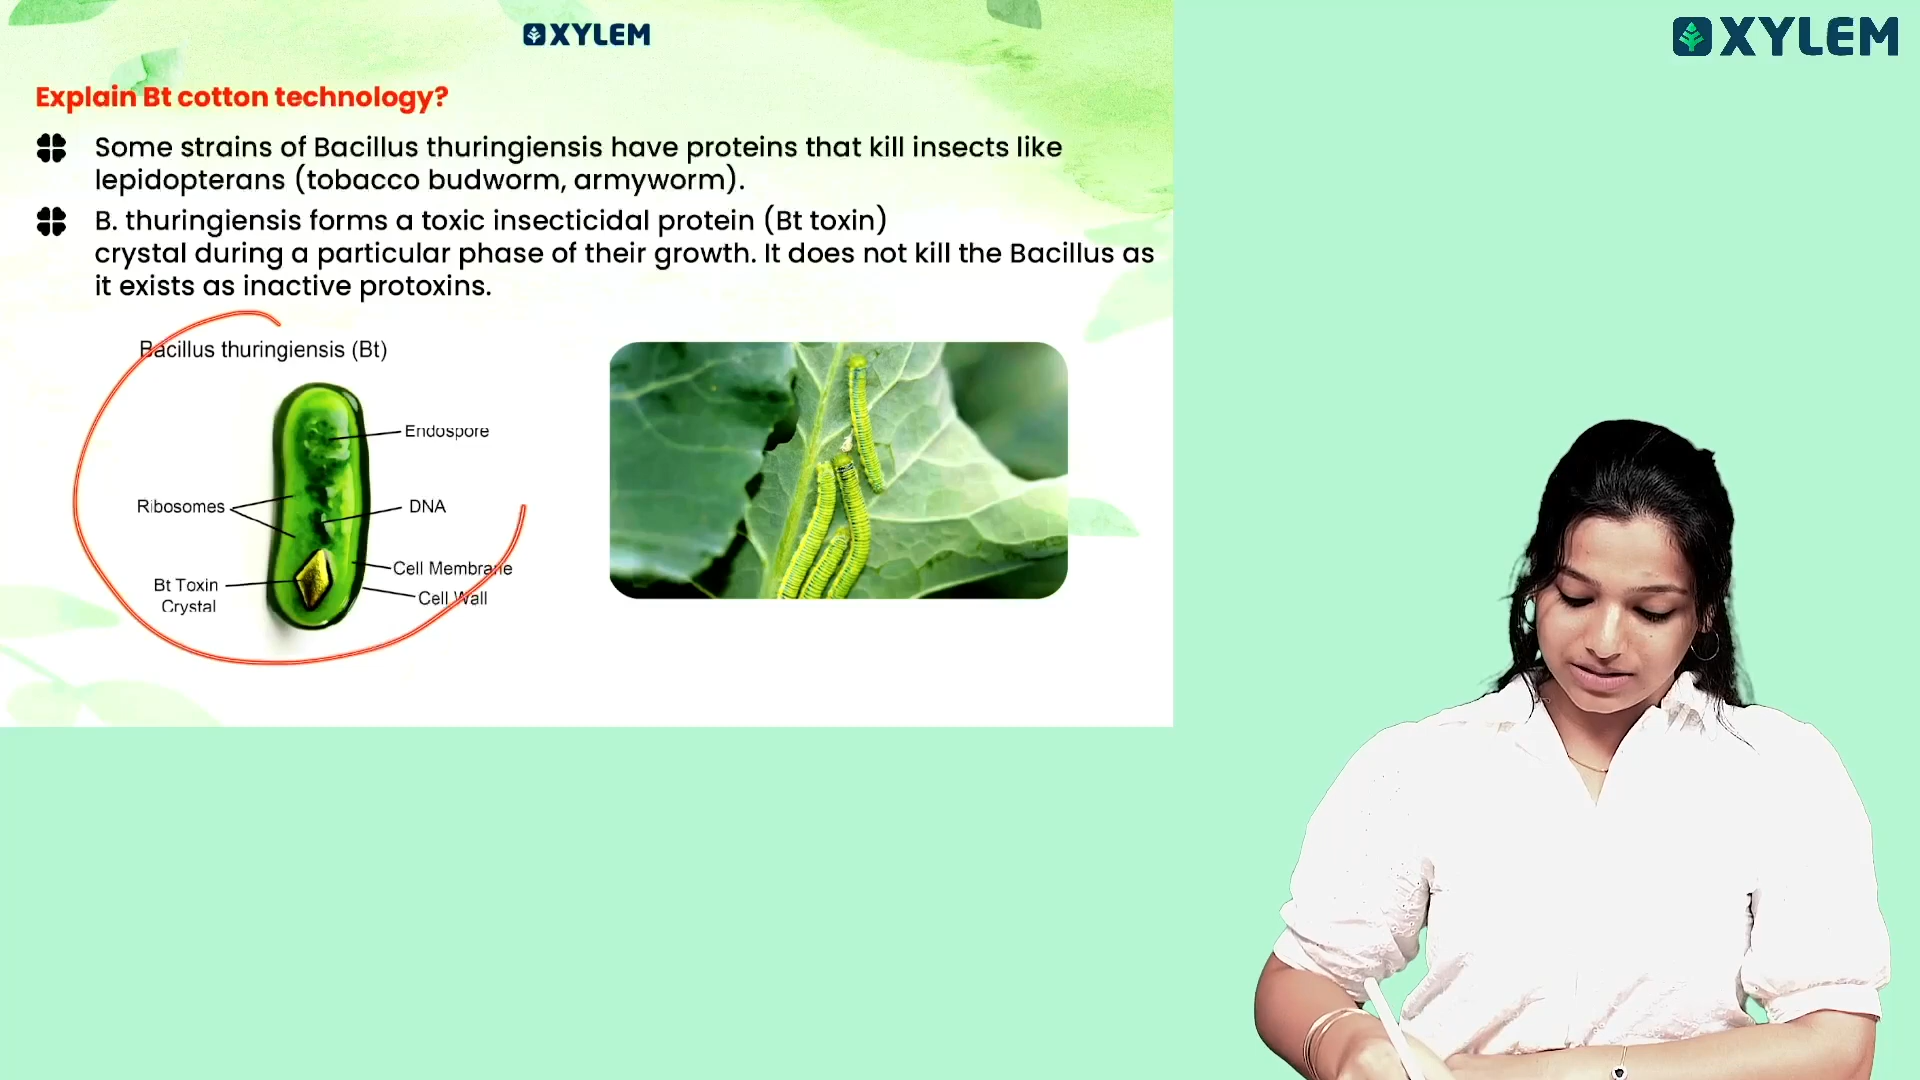 XYLEM
XYLEM
Explain Bt cotton technology?
Some strains of Bacillus thuringiensis have proteins that kill insects like
lepidopterans (tobacco budworm, armyworm).
B. thuringiensis forms a toxic insecticidal protein (Bt toxin)
crystal during a particular phase of their growth. It does not kill the Bacillus as
it exists as inactive protoxins.
Bacillus thuringiensis (Bt)
Endospore
Ribosomes
DNA
Cell Membrane
Bt Toxin
Crystal
Cell Wall